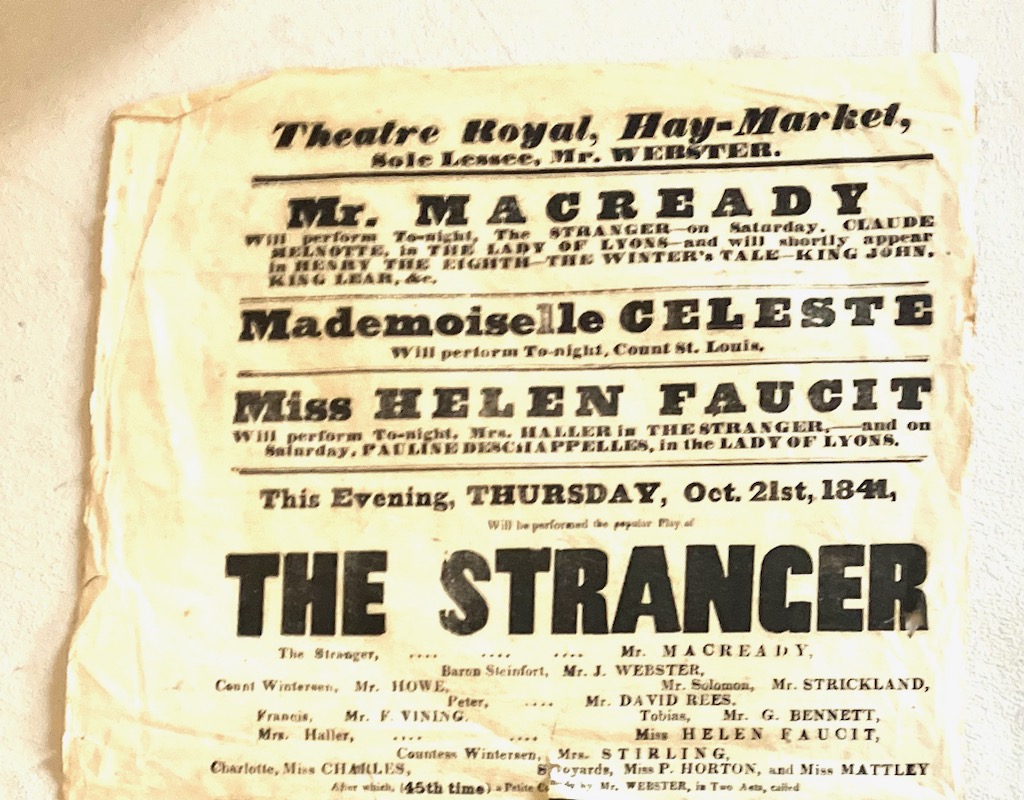 Theatre Royal, Hay-Market,
Sole Lessee, Mr. WEBSTER.
Mr. MACREADY
Will perform To-night, The STRANGER—on Saturday, CLAUDE
MELNOTTE, in THE LADY OF LYONS—and will shortly appear
in HENRY THE EIGHTH—THE WINTER's TALE—KING JOHN,
KING LEAR, &c.
Mademoiselle CELESTE
Will perform To-night, Count St. Louis.
Miss HELEN FAUCIT
Will perform To-night, Mrs. HALLER in THE STRANGER,—and on
Saturday, PAULINE DESCHAPPELLES, in the LADY OF LYONS.
This Evening, THURSDAY, Oct. 21st, 1841,
Will be performed the popular Play of
THE STRANGER
The Stranger, .... .... .... Mr. MACREADY,
Baron Steinfort, Mr. J. WEBSTER,
Count Wintersen, Mr. HOWE, Mr. Solomon, Mr. STRICKLAND,
Peter, .... Mr. DAVID REES.
Francis, Mr. F. VINING. Tobias, Mr. G. BENNETT,
Mrs. Haller, .... .... Miss HELEN FAUCIT,
Countess Wintersen, Mrs. STIRLING,
Charlotte, Miss CHARLES, Miss P. HORTON, and Miss MATTLEY
After which, (45th time) a Petite by Mr. WEBSTER, in Two Acts, called